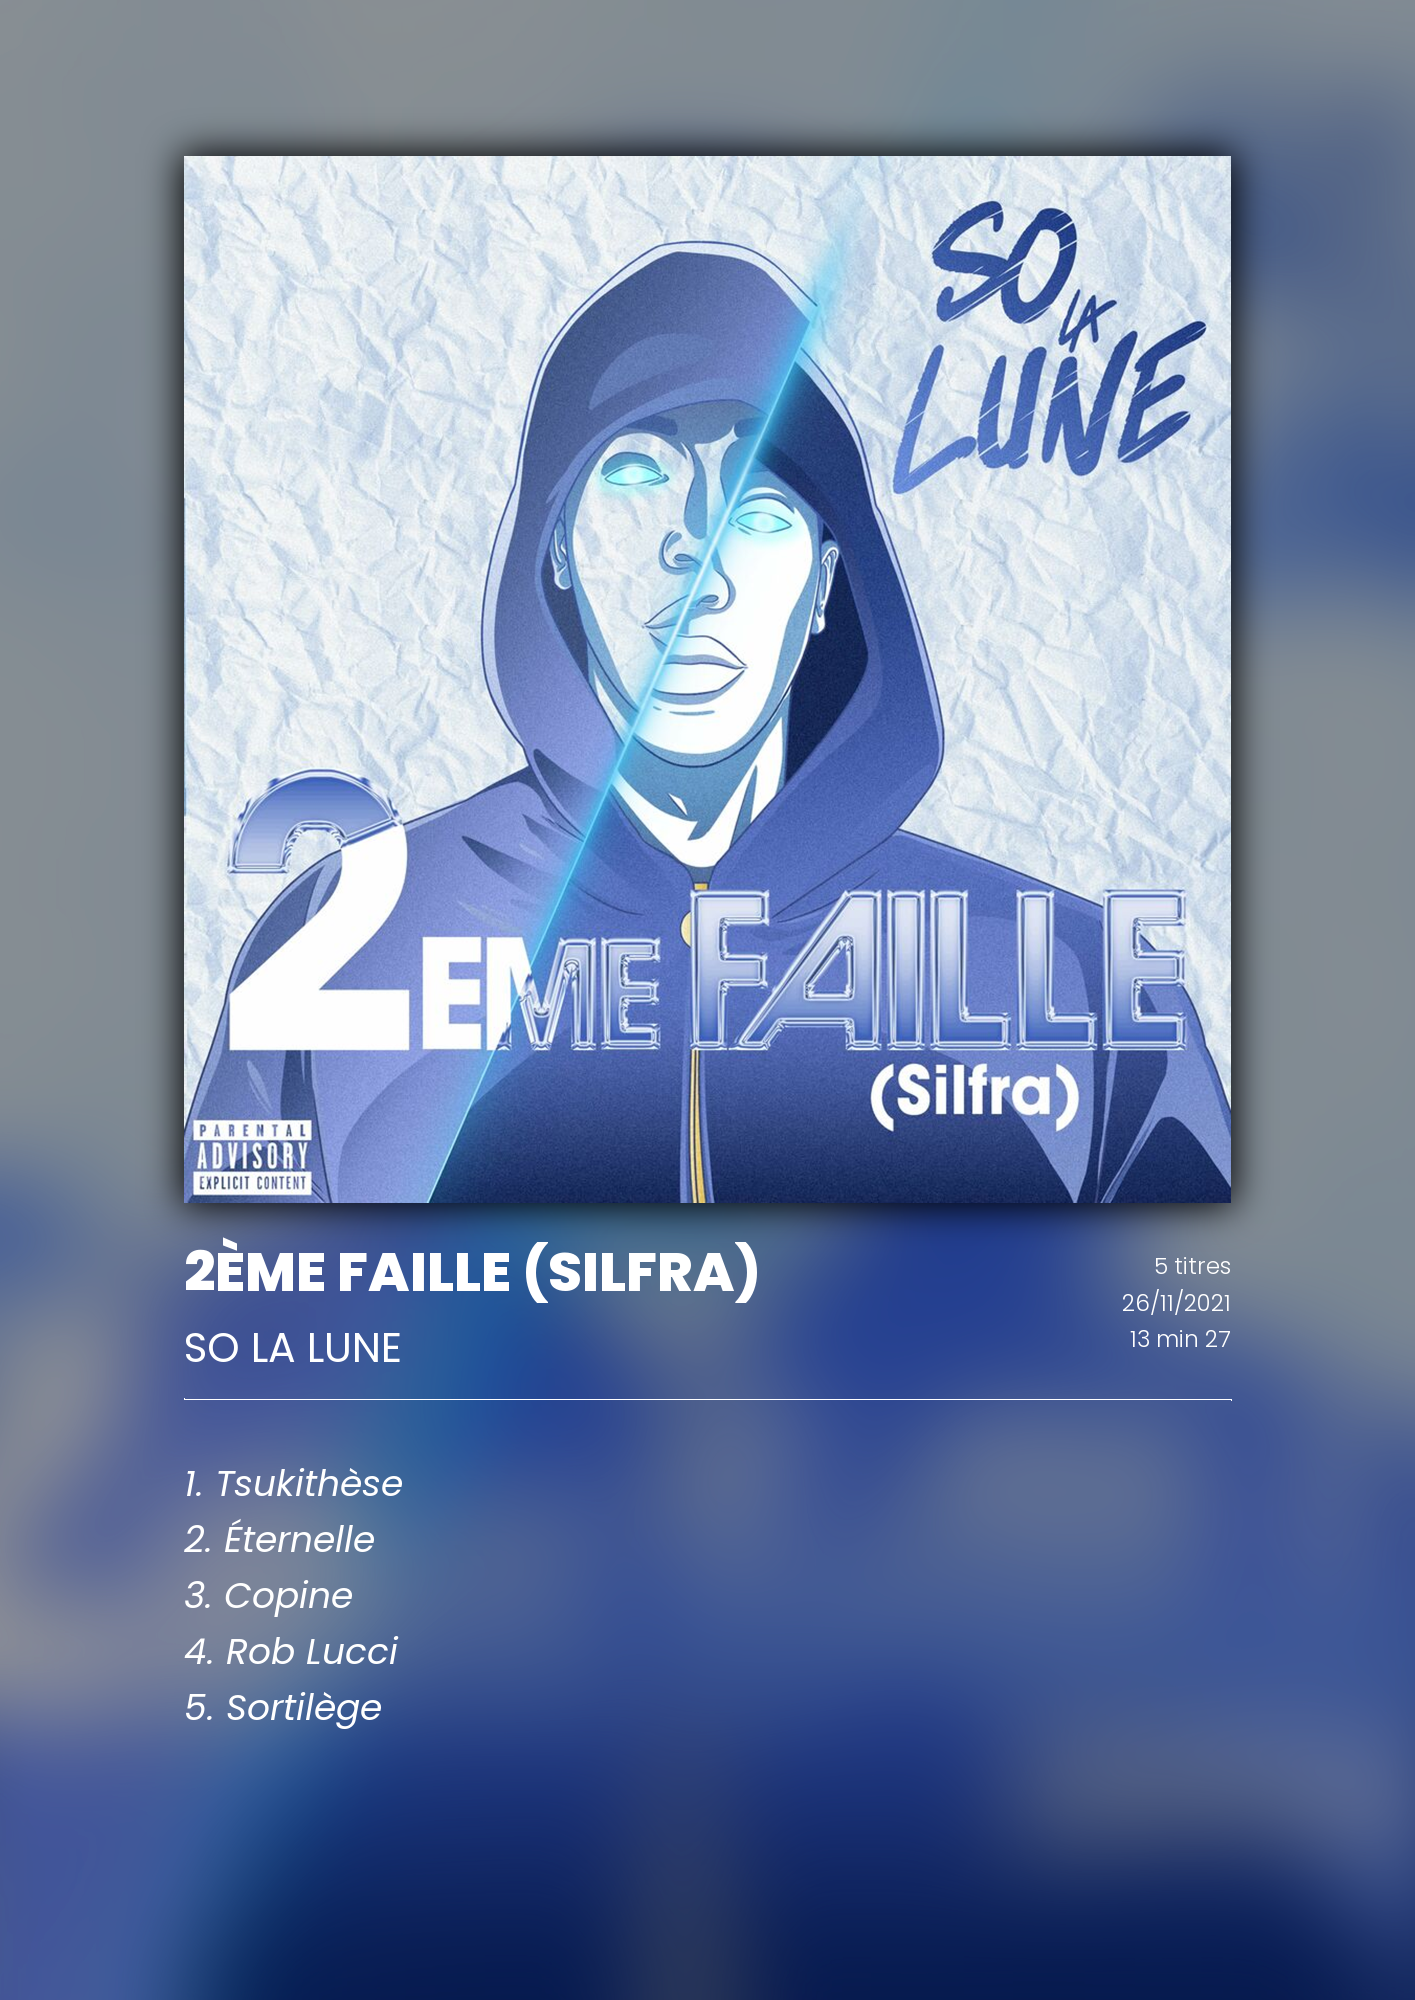 SO
LA
LUNE
2EME FAILLE
(Silfra)
PARENTAL
ADVISORY
EXPLICIT CONTENT
2ÈME FAILLE (SILFRA)
SO LA LUNE
5 titres
26/11/2021
13 min 27
1. Tsukithèse
2. Éternelle
3. Copine
4. Rob Lucci
5. Sortilège